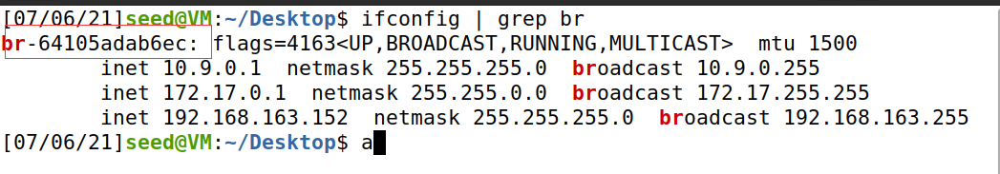 [07/06/21]seed@VM:~/Desktop$ ifconfig | grep br
br-64105adab6ec: flags=4163<UP,BROADCAST,RUNNING,MULTICAST>  mtu 1500
        inet 10.9.0.1  netmask 255.255.255.0  broadcast 10.9.0.255
        inet 172.17.0.1  netmask 255.255.0.0  broadcast 172.17.255.255
        inet 192.168.163.152  netmask 255.255.255.0  broadcast 192.168.163.255
[07/06/21]seed@VM:~/Desktop$ a